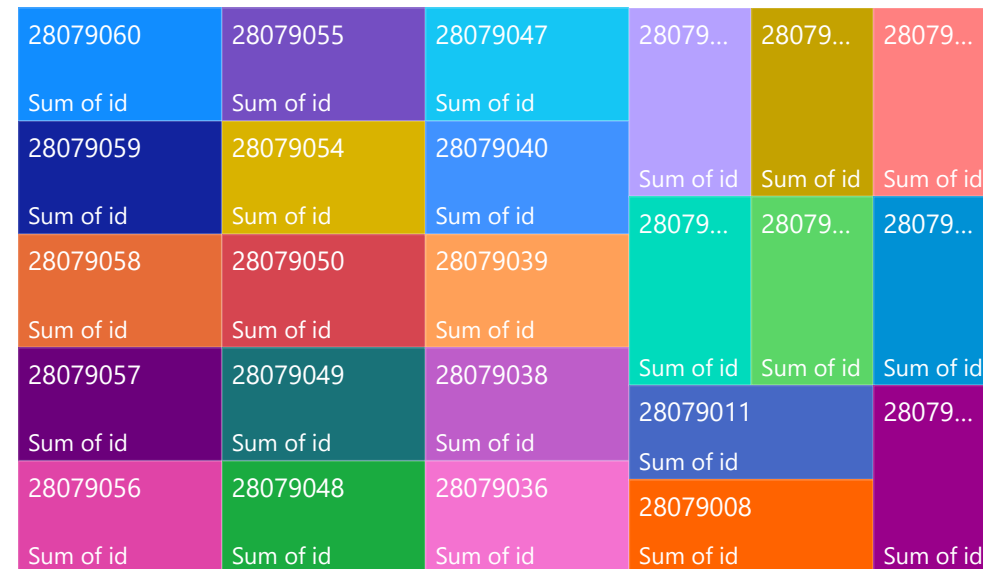 28079060
Sum of id
28079059
Sum of id
28079058
Sum of id
28079057
Sum of id
28079056
Sum of id
28079055
Sum of id
28079054
Sum of id
28079050
Sum of id
28079049
Sum of id
28079048
Sum of id
28079047
Sum of id
28079040
Sum of id
28079039
Sum of id
28079038
Sum of id
28079036
Sum of id
28079...
Sum of id
28079...
Sum of id
28079...
Sum of id
28079...
Sum of id
28079...
Sum of id
28079...
Sum of id
28079011
Sum of id
28079008
Sum of id
28079...
Sum of id